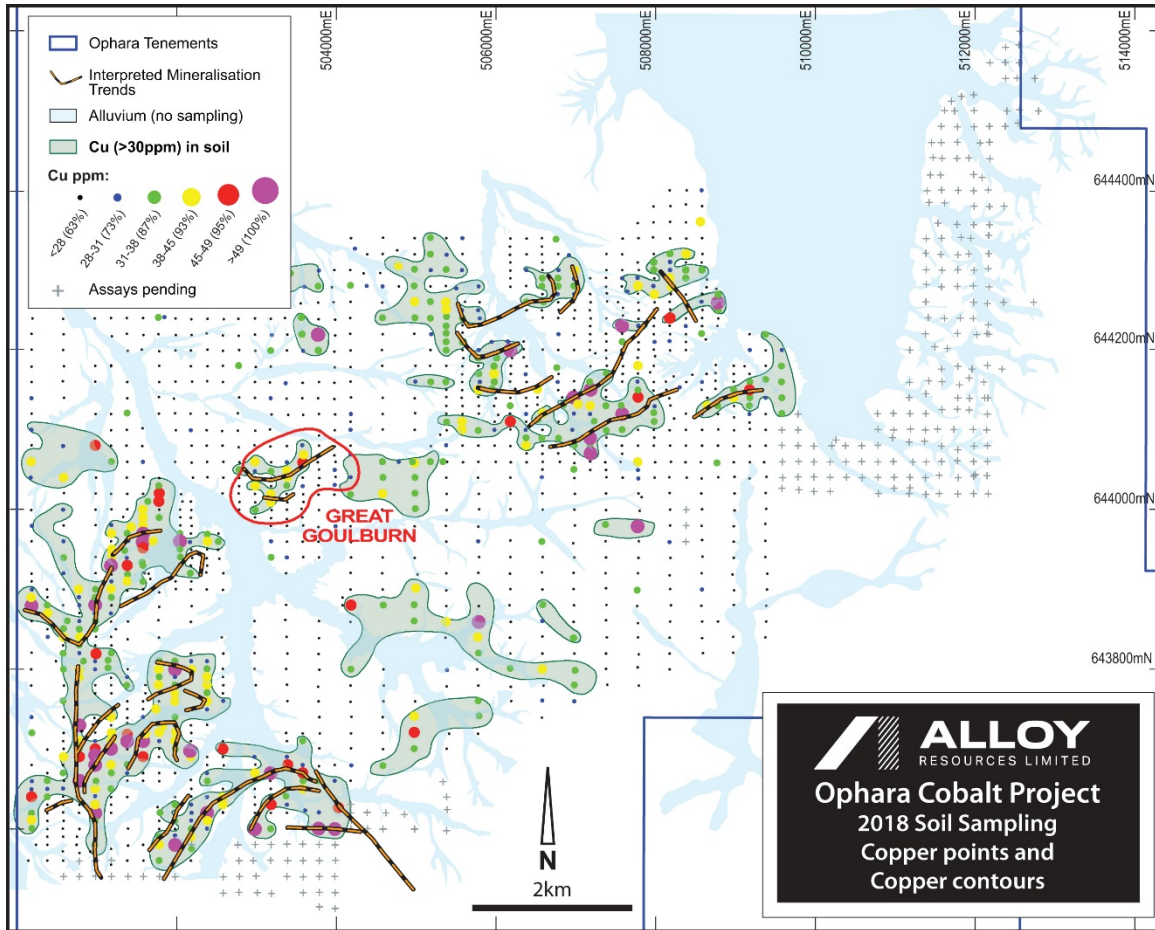 Ophara Tenements
Interpreted Mineralisation
Trends
Alluvium (no sampling)
Cu (>30ppm) in soil
Cu ppm:
<28 (63%)
28-31 (73%)
31-38 (87%)
38-45 (93%)
45-49 (95%)
>49 (100%)
Assays pending
504000mE
506000mE
508000mE
510000mE
512000mE
514000mE
644400mN
644200mN
644000mN
643800mN
GREAT
GOULBURN
N
2km
ALLOY
RESOURCES LIMITED
Ophara Cobalt Project
2018 Soil Sampling
Copper points and
Copper contours